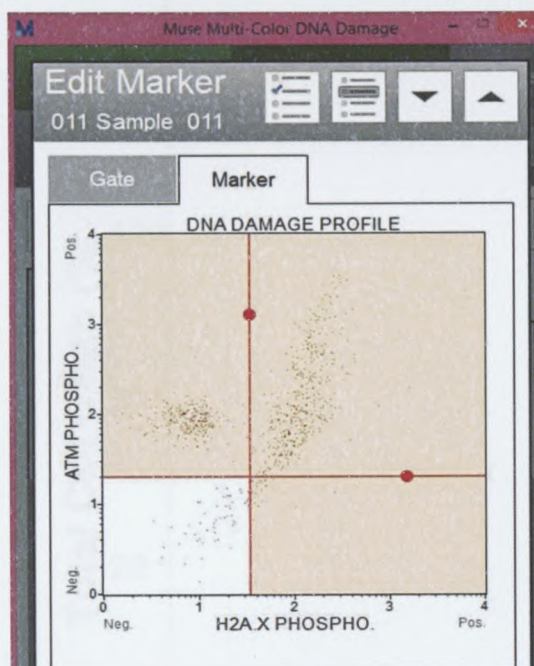 M Muse Multi-Color DNA Damage
Edit Marker
011 Sample 011
Gate
Marker
DNA DAMAGE PROFILE
4
Pos.
3
ATM PHOSPHO.
2
1
Neg.
0
0 1 2 3 4
Neg. H2A.X PHOSPHO. Pos.